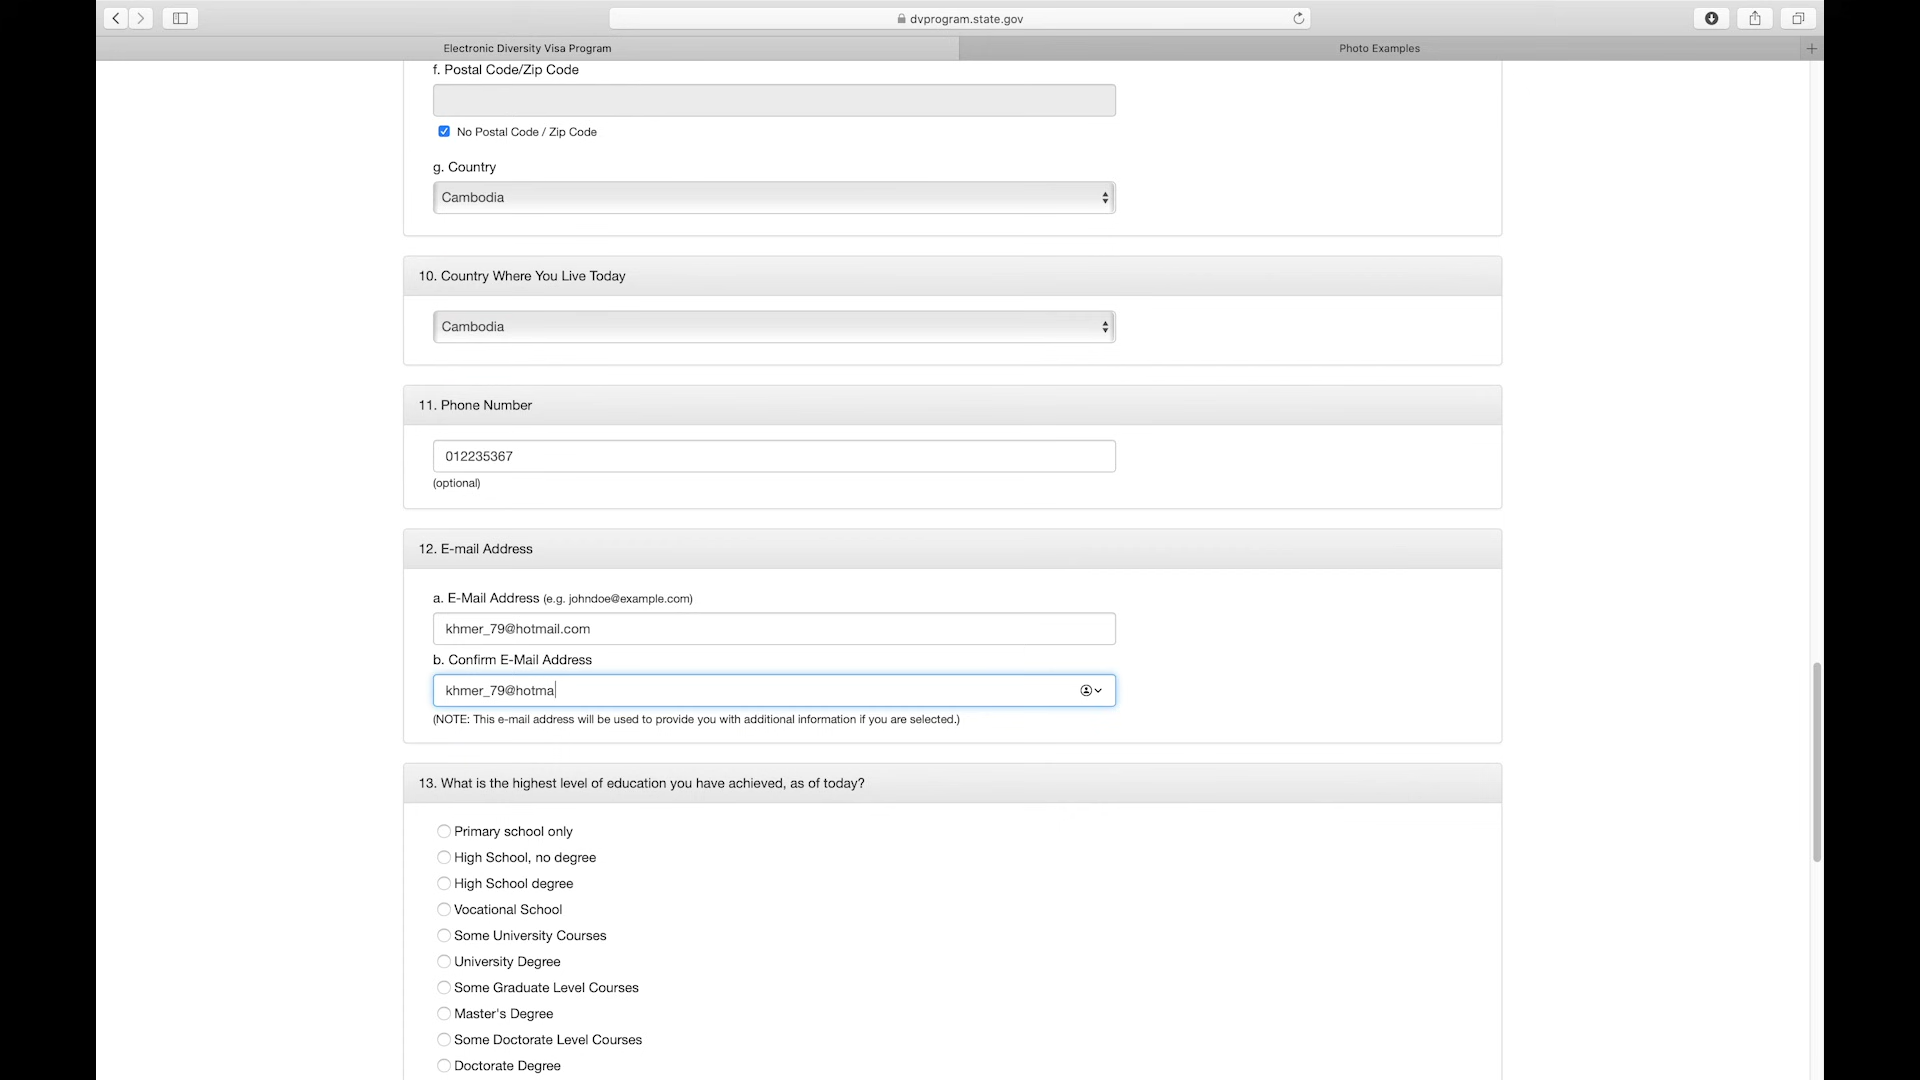 dvprogram.state.gov
Electronic Diversity Visa Program
Photo Examples
f. Postal Code/Zip Code
No Postal Code / Zip Code
g. Country
Cambodia
10. Country Where You Live Today
Cambodia
11. Phone Number
012235367
(optional)
12. E-mail Address
a. E-Mail Address (e.g. johndoe@example.com)
khmer_79@hotmail.com
b. Confirm E-Mail Address
khmer_79@hotma
(NOTE: This e-mail address will be used to provide you with additional information if you are selected.)
13. What is the highest level of education you have achieved, as of today?
Primary school only
High School, no degree
High School degree
Vocational School
Some University Courses
University Degree
Some Graduate Level Courses
Master's Degree
Some Doctorate Level Courses
Doctorate Degree